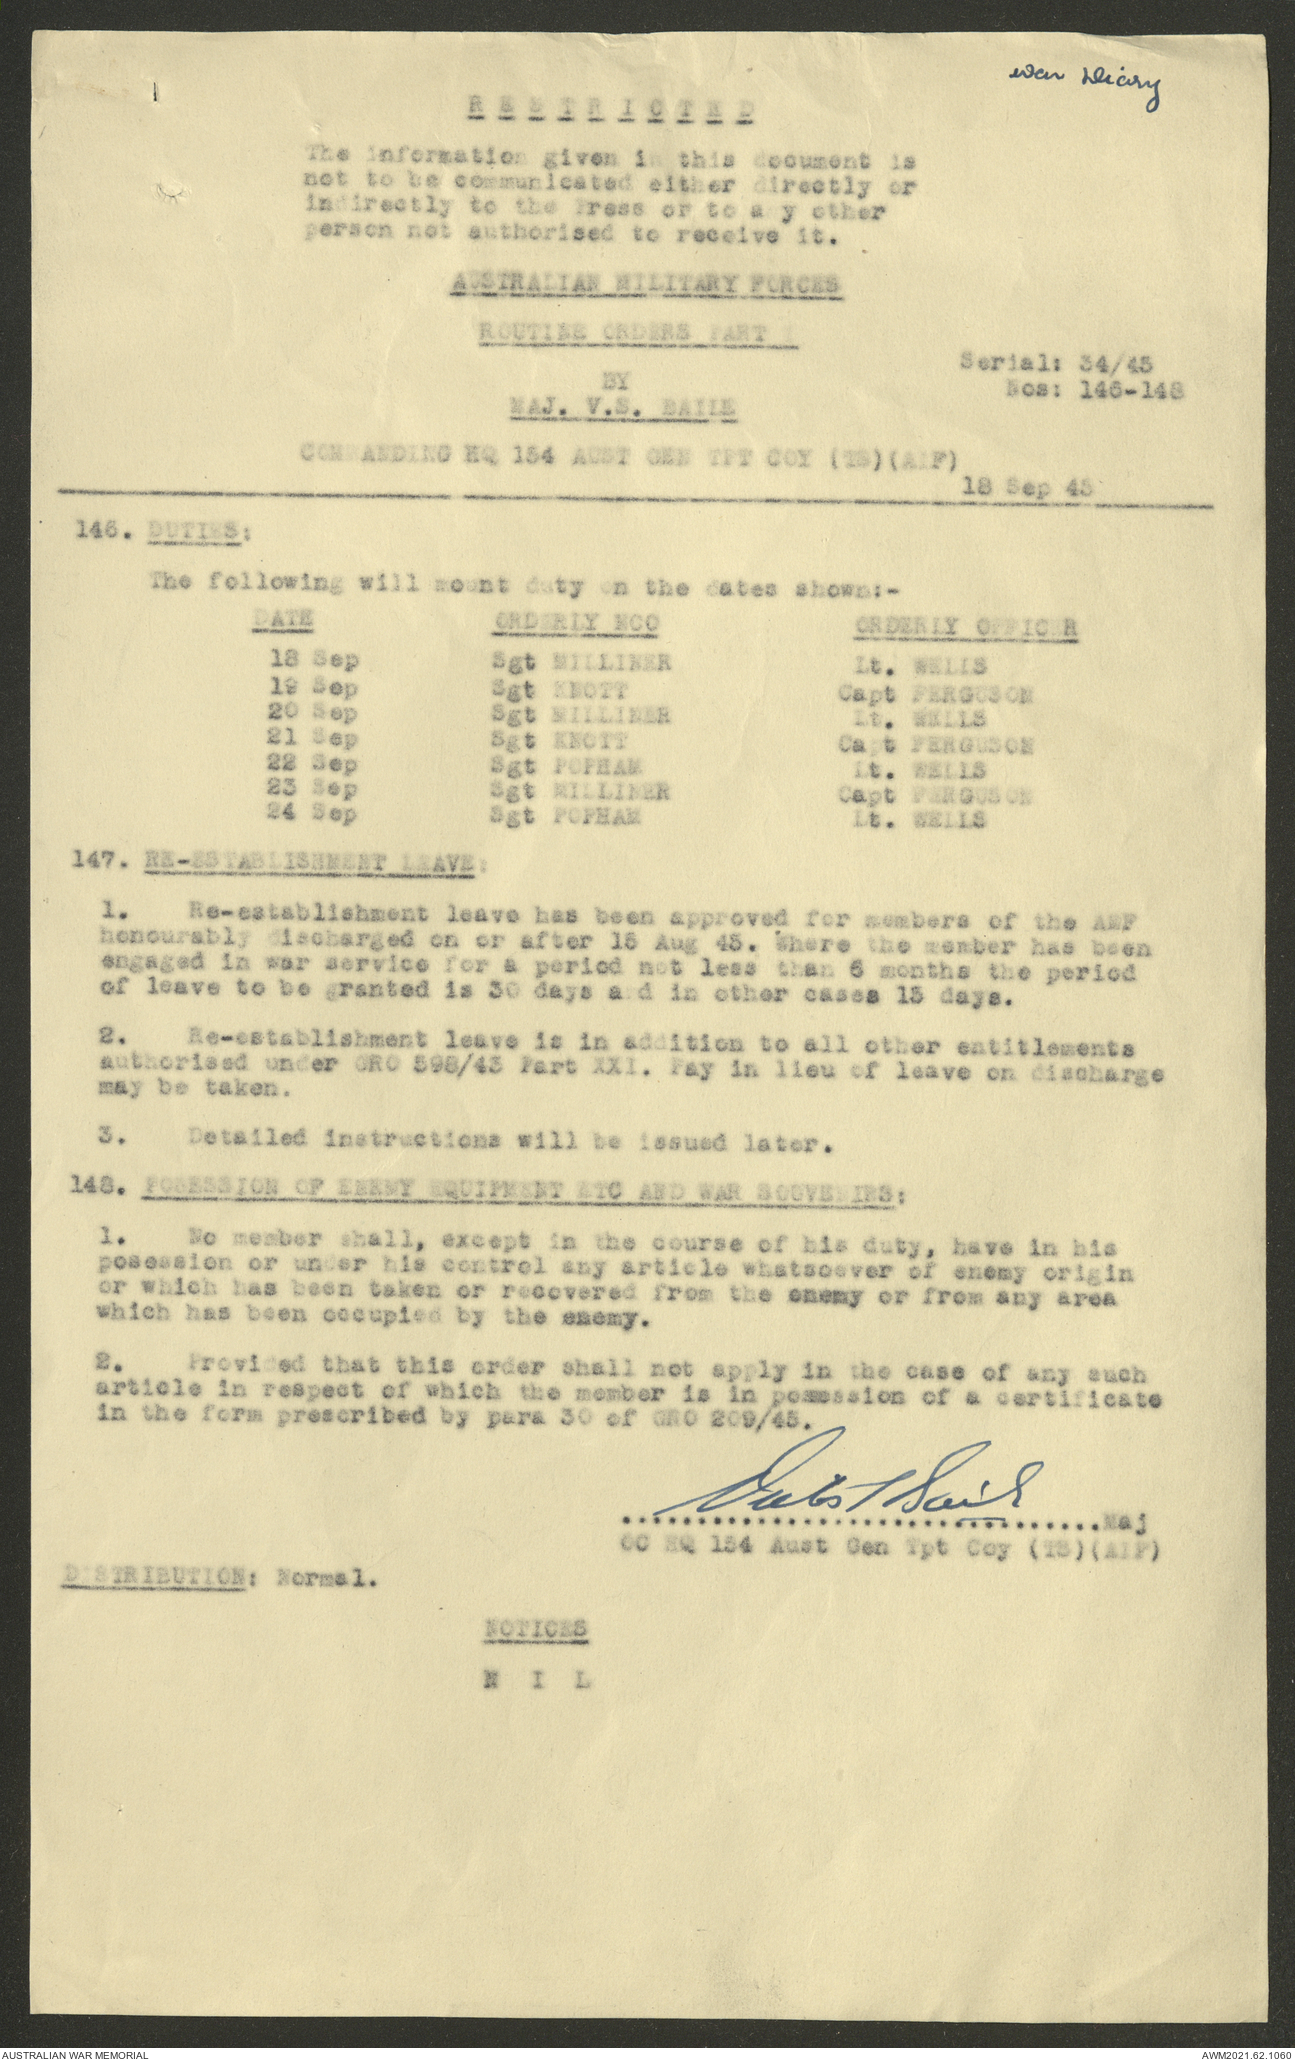 War Diary
1
R E S T R I C T E D
The information given in this document is
not to be communicated either directly or
indirectly to the Press or to any other
person not authorised to receive it.
AUSTRALIAN MILITARY FORCES
ROUTINE ORDERS PART I
Serial: 34/45
Nos: 146-148
BY
MAJ. V.S. BAILE
COMMANDING HQ 154 AUST GEN TPT COY (TS)(AIF)
18 Sep 45
146. DUTIES:
The following will mount duty on the dates shown:-
DATE ORDERLY NCO ORDERLY OFFICER
18 Sep Sgt MILLINER Lt. WELLS
19 Sep Sgt KNOTT Capt FERGUSON
20 Sep Sgt MILLINER Lt. WELLS
21 Sep Sgt KNOTT Capt FERGUSON
22 Sep Sgt POPHAM Lt. WELLS
23 Sep Sgt MILLINER Capt FERGUSON
24 Sep Sgt POPHAM Lt. WELLS
147. RE-ESTABLISHMENT LEAVE:
1. Re-establishment leave has been approved for members of the AMF
honourably discharged on or after 15 Aug 45. Where the member has been
engaged in war service for a period not less than 6 months the period
of leave to be granted is 30 days and in other cases 15 days.
2. Re-establishment leave is in addition to all other entitlements
authorised under GRO 598/43 Part XXI. Pay in lieu of leave on discharge
may be taken.
3. Detailed instructions will be issued later.
148. POSESSION OF ENEMY EQUIPMENT ETC AND WAR SOUVENIRS:
1. No member shall, except in the course of his duty, have in his
posession or under his control any article whatsoever of enemy origin
or which has been taken or recovered from the enemy or from any area
which has been occupied by the enemy.
2. Provided that this order shall not apply in the case of any such
article in respect of which the member is in possession of a certificate
in the form prescribed by para 30 of GRO 209/45.
................................Maj
OC HQ 154 Aust Gen Tpt Coy (TS)(AIF)
DISTRIBUTION: Normal.
NOTICES
N I L
AUSTRALIAN WAR MEMORIAL
AWM2021.62.1060